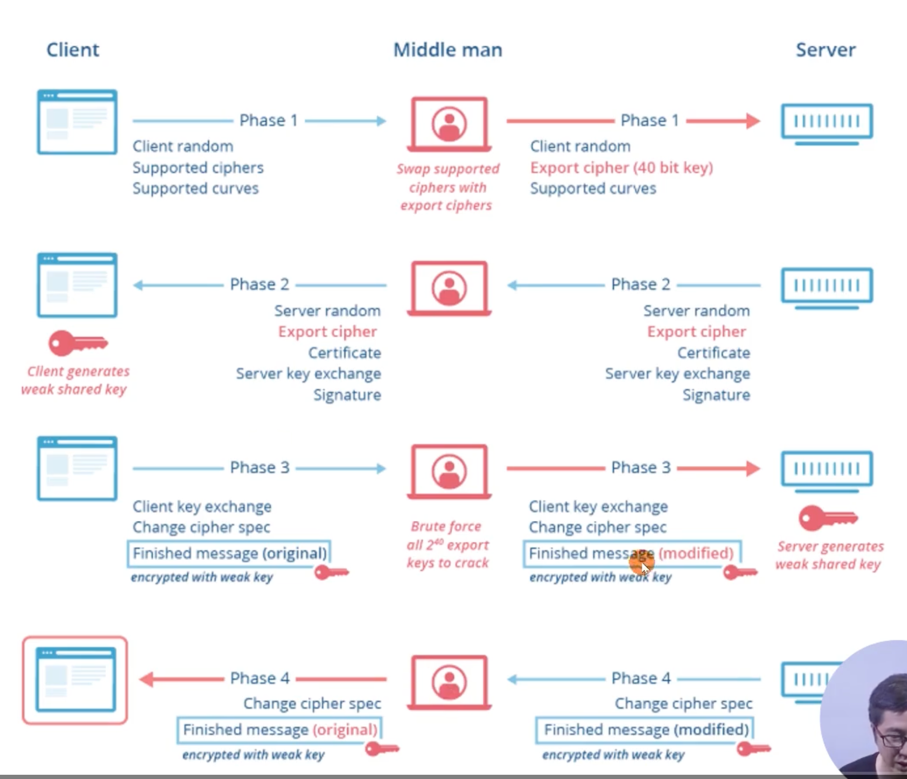 Client
Middle man
Server
Phase 1
Client random
Supported ciphers
Supported curves
Swap supported
ciphers with
export ciphers
Phase 1
Client random
Export cipher (40 bit key)
Supported curves
Phase 2
Server random
Export cipher
Certificate
Server key exchange
Signature
Client generates
weak shared key
Phase 2
Server random
Export cipher
Certificate
Server key exchange
Signature
Phase 3
Client key exchange
Change cipher spec
Finished message (original)
encrypted with weak key
Brute force
all 2⁴⁰ export
keys to crack
Phase 3
Client key exchange
Change cipher spec
Finished message (modified)
encrypted with weak key
Server generates
weak shared key
Phase 4
Change cipher spec
Finished message (original)
encrypted with weak key
Phase 4
Change cipher spec
Finished message (modified)
encrypted with weak key